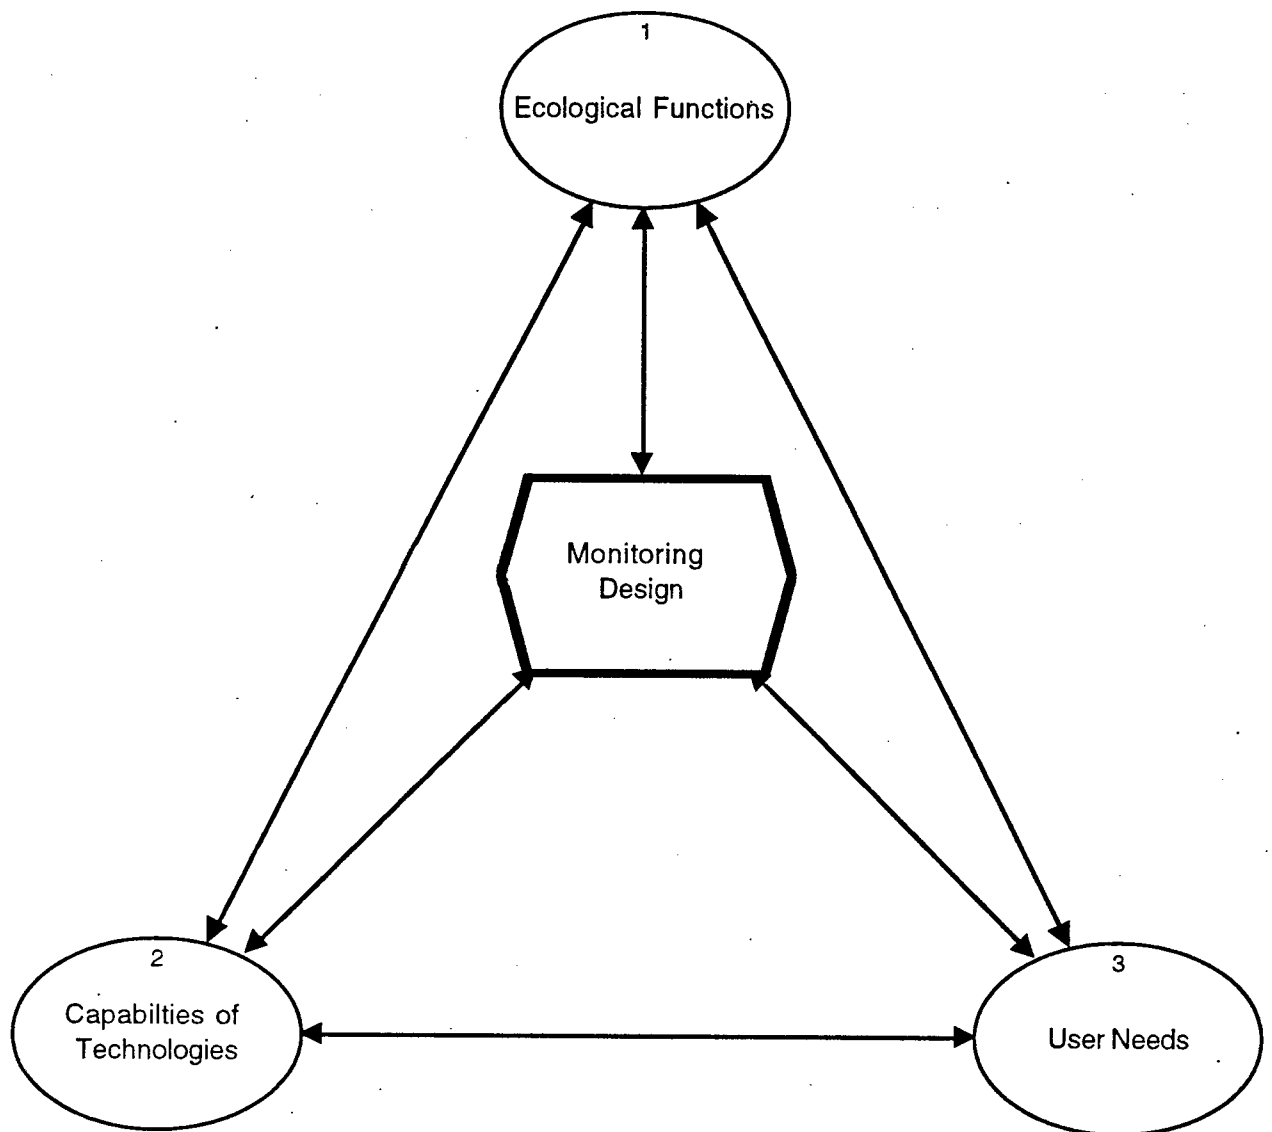 1
Ecological Functions
Monitoring
Design
2
Capabilties of
Technologies
3
User Needs